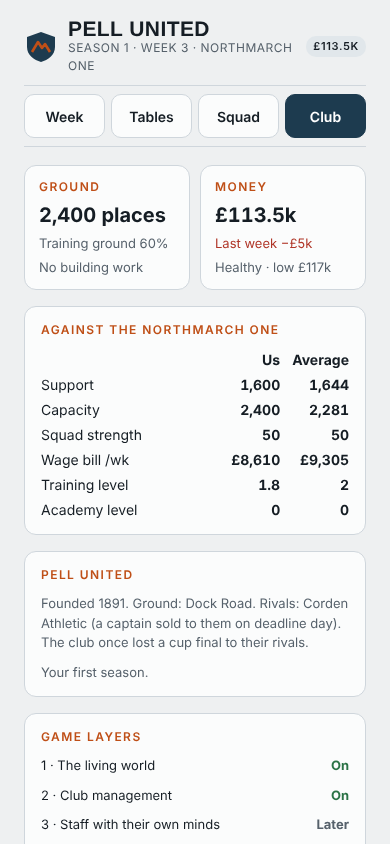 PELL UNITED
SEASON 1 · WEEK 3 · NORTHMARCH
ONE
£113.5K
Week Tables Squad Club
GROUND
2,400 places
Training ground 60%
No building work
MONEY
£113.5k
Last week −£5k
Healthy · low £117k
AGAINST THE NORTHMARCH ONE
Us Average
Support 1,600 1,644
Capacity 2,400 2,281
Squad strength 50 50
Wage bill /wk £8,610 £9,305
Training level 1.8 2
Academy level 0 0
PELL UNITED
Founded 1891. Ground: Dock Road. Rivals: Corden
Athletic (a captain sold to them on deadline day).
The club once lost a cup final to their rivals.
Your first season.
GAME LAYERS
1 · The living world On
2 · Club management On
3 · Staff with their own minds Later